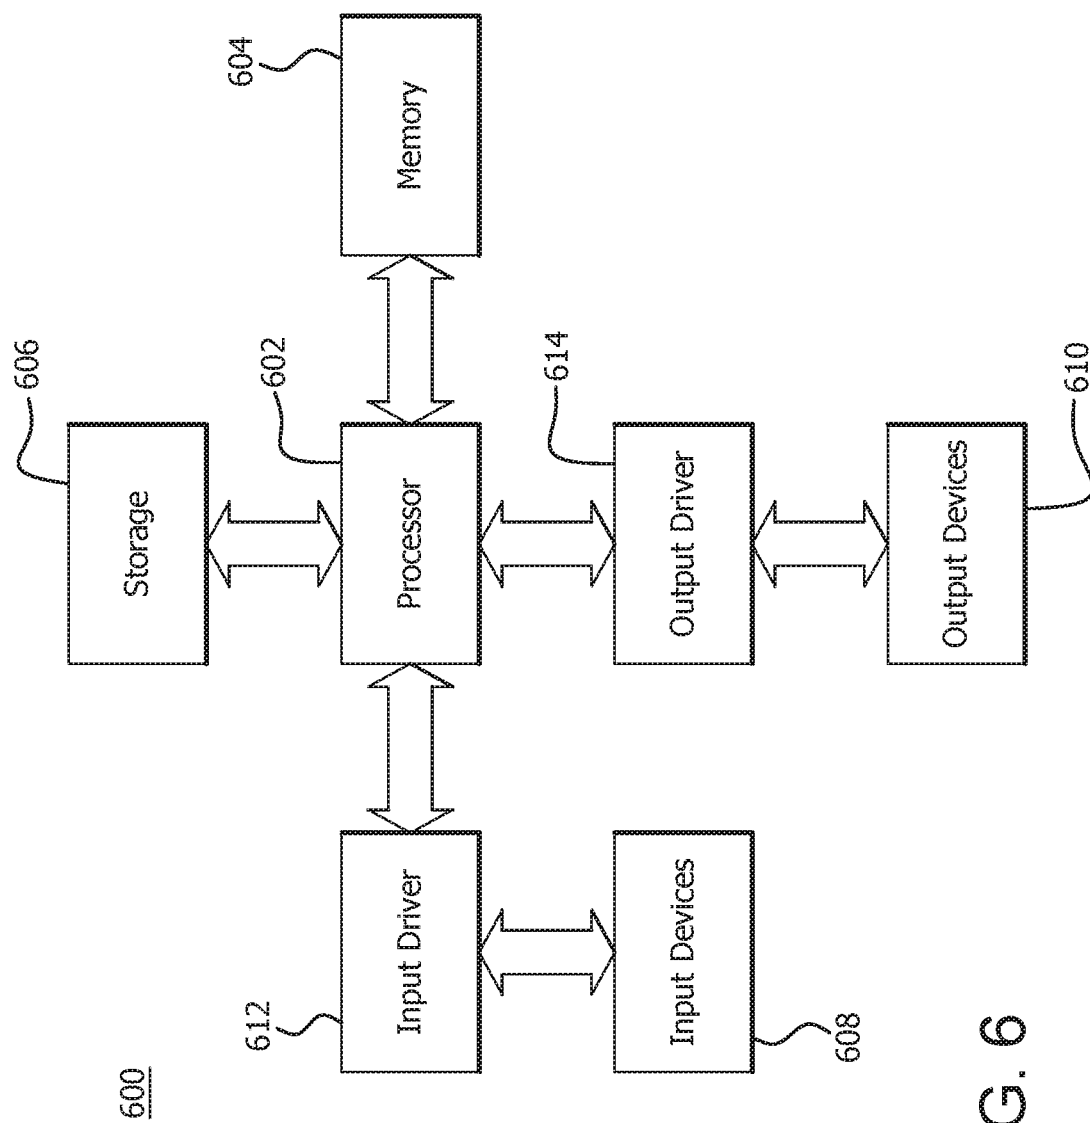 606
600
Storage
604
612
602
Input Driver
Processor
Memory
614
Input Devices
Output Driver
608
Output Devices
G. 6
610